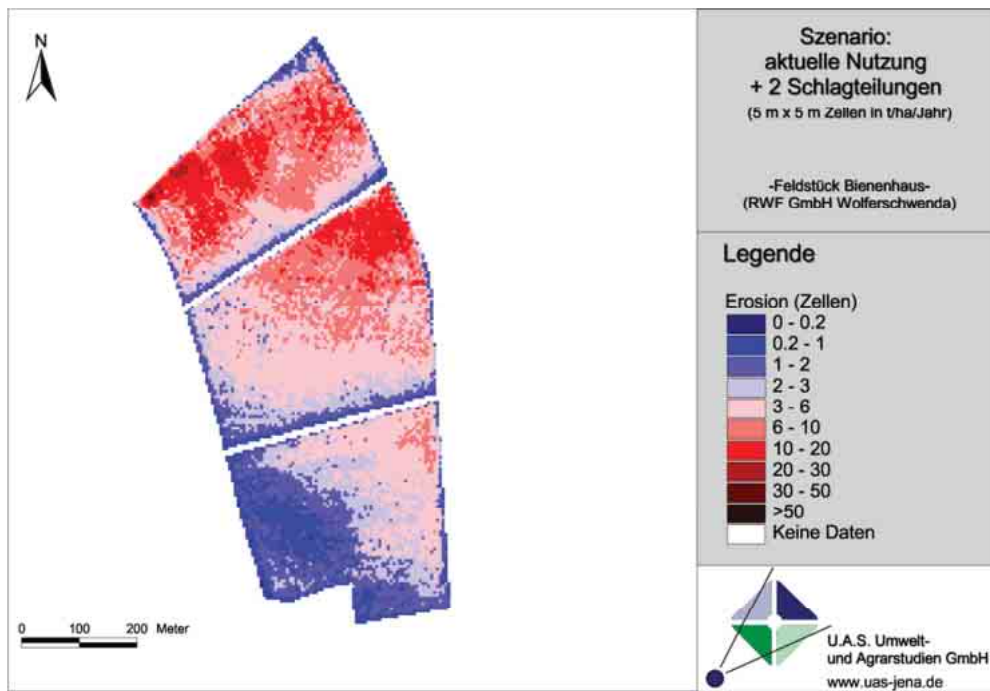 N
0 100 200 Meter
Szenario:
aktuelle Nutzung
+ 2 Schlagteilungen
(5 m x 5 m Zellen in t/ha/Jahr)
-Feldstück Bienenhaus-
(RWF GmbH Wolferschwenda)
Legende
Erosion (Zellen)
0 - 0.2
0.2 - 1
1 - 2
2 - 3
3 - 6
6 - 10
10 - 20
20 - 30
30 - 50
>50
Keine Daten
U.A.S. Umwelt-
und Agrarstudien GmbH
www.uas-jena.de